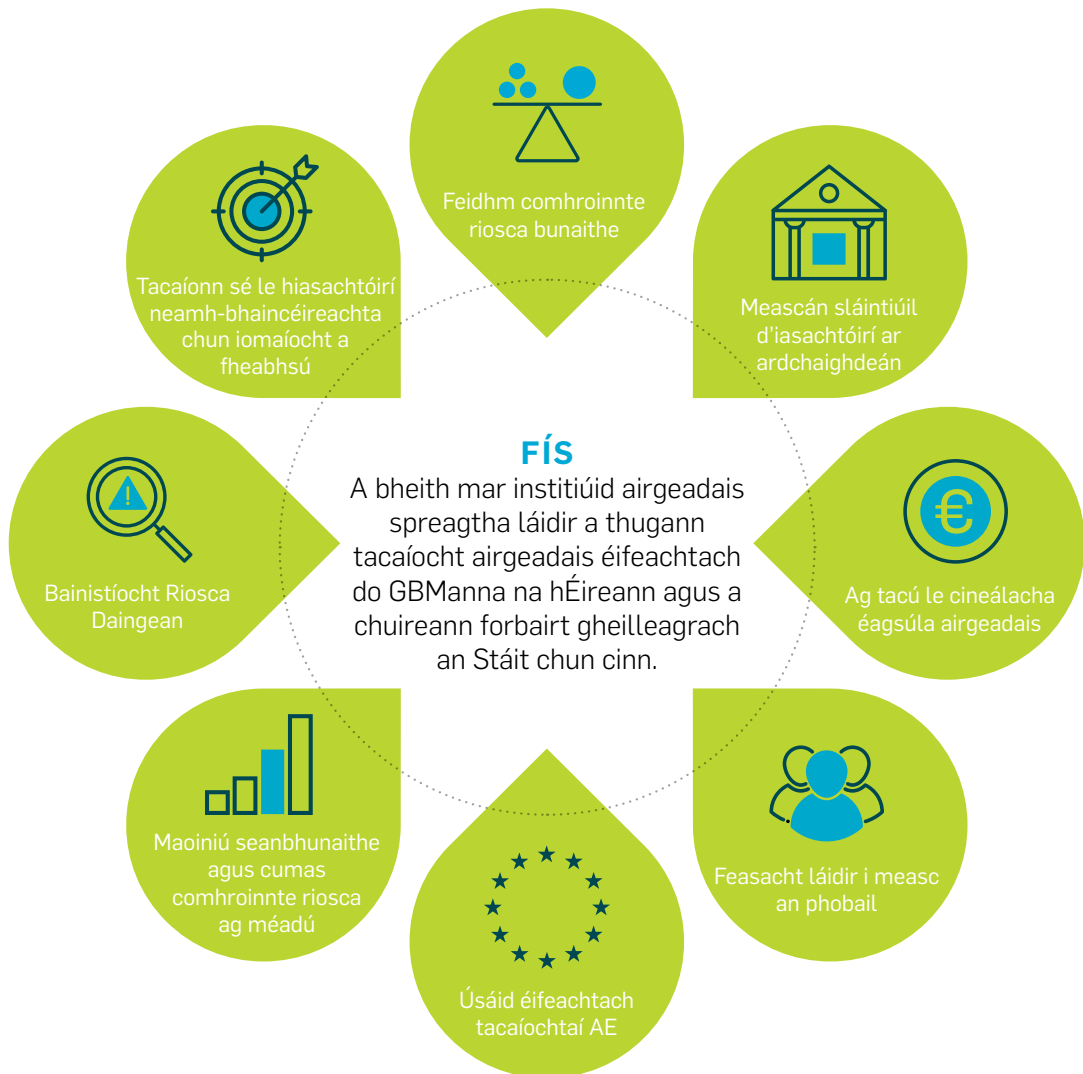 Feidhm comhroinnte
riosca bunaithe
Meascán sláintiúil
d'iasachtóirí ar
ardchaighdeán
Ag tacú le cineálacha
éagsúla airgeadais
Feasacht láidir i measc
an phobail
Úsáid éifeachtach
tacaíochtaí AE
Maoiniú seanbhunaithe
agus cumas
comhroinnte riosca
ag méadú
Bainistíocht Riosca
Daingean
Tacaíonn sé le hiasachtóirí
neamh-bhaincéireachta
chun iomaíocht a
fheabhsú
FÍS
A bheith mar institiúid airgeadais
spreagtha láidir a thugann
tacaíocht airgeadais éifeachtach
do GBManna na hÉireann agus a
chuireann forbairt gheilleagrach
an Stáit chun cinn.